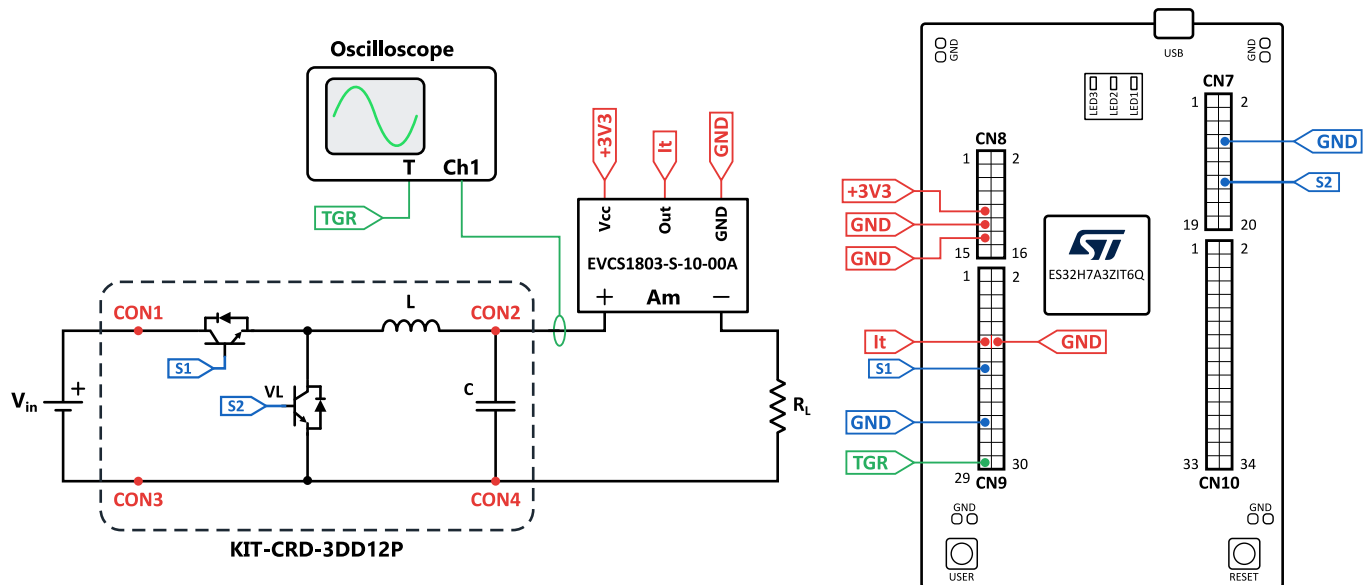 Oscilloscope
T
Ch1
TGR
+3V3
It
GND
Vcc
Out
GND
EVCS1803-S-10-00A
+
Am
−
CON1
L
CON2
S1
Vin
+
VL
S2
C
RL
CON3
CON4
KIT-CRD-3DD12P
USB
GND
GND
LED3
LED2
LED1
CN7
1
2
GND
S2
19
20
CN8
1
2
+3V3
GND
GND
15
16
ST
ES32H7A3ZIT6Q
1
2
It
GND
S1
GND
TGR
29
30
CN9
1
2
33
34
CN10
GND
GND
USER
RESET